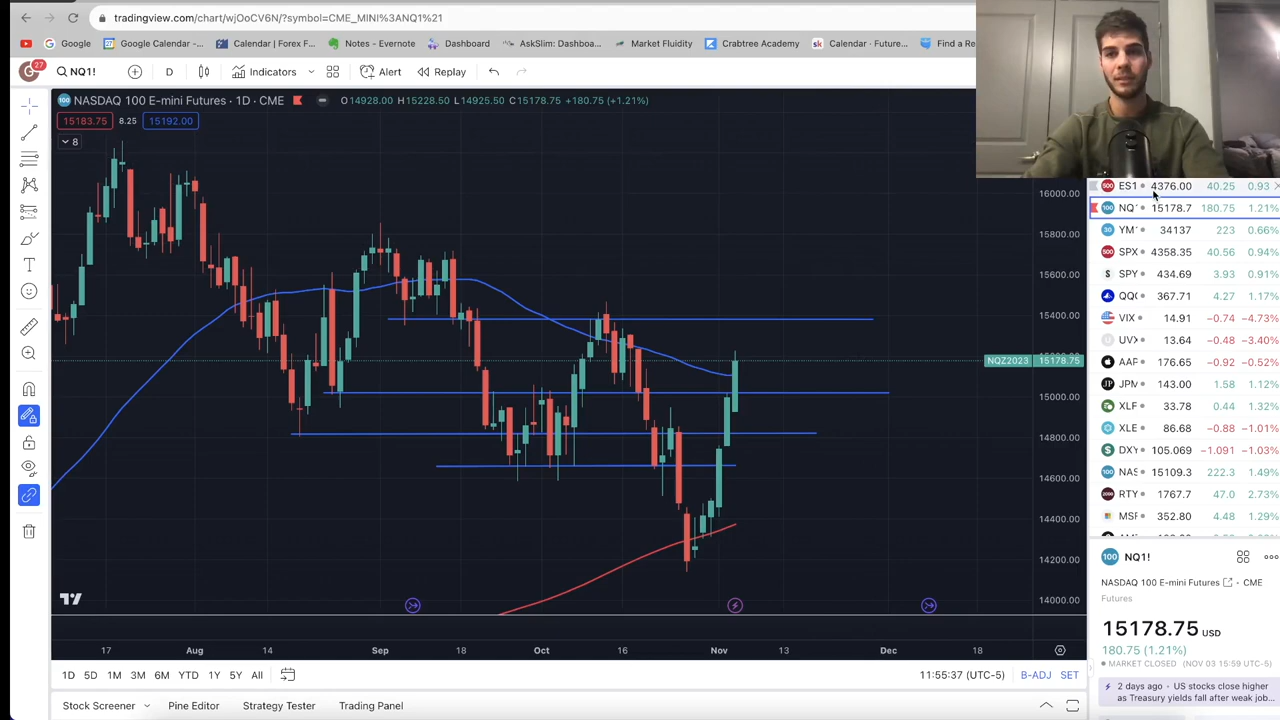 tradingview.com/chart/wjOoCV6N/?symbol=CME_MINI%3ANQ1%21
Google
Google Calendar -...
Calendar | Forex F...
Notes - Evernote
Dashboard
AskSlim: Dashboa...
Market Fluidity
Crabtree Academy
sk Calendar · Future...
Find a Re
27
NQ1!
D
Indicators
Alert
Replay
100 NASDAQ 100 E-mini Futures · 1D · CME O14928.00 H15228.50 L14925.50 C15178.75 +180.75 (+1.21%)
15183.75 8.25 15192.00
8
16000.00
15800.00
15600.00
15400.00
NQZ2023 15178.75
15000.00
14800.00
14600.00
14400.00
14200.00
14000.00
17 Aug 14 Sep 18 Oct 16 Nov 13 Dec 18
1D 5D 1M 3M 6M YTD 1Y 5Y All
11:55:37 (UTC-5) B-ADJ SET
Stock Screener Pine Editor Strategy Tester Trading Panel
500 ES1 4376.00 40.25 0.93
100 NQ 15178.7 180.75 1.21%
30 YM 34137 223 0.66%
500 SPX 4358.35 40.56 0.94%
S SPY 434.69 3.93 0.91%
QQC 367.71 4.27 1.17%
VIX 14.91 −0.74 −4.73%
UVX 13.64 −0.48 −3.40%
AAP 176.65 −0.92 −0.52%
JP JPM 143.00 1.58 1.12%
XLF 33.78 0.44 1.32%
XLE 86.68 −0.88 −1.01%
$ DXY 105.069 −1.091 −1.03%
100 NAS 15109.3 222.3 1.49%
2000 RTY 1767.7 47.0 2.73%
MSF 352.80 4.48 1.29%
100 NQ1!
NASDAQ 100 E-mini Futures · CME
Futures
15178.75 USD
180.75 (1.21%)
MARKET CLOSED (NOV 03 15:59 UTC-5)
2 days ago · US stocks close higher
as Treasury yields fall after weak job...